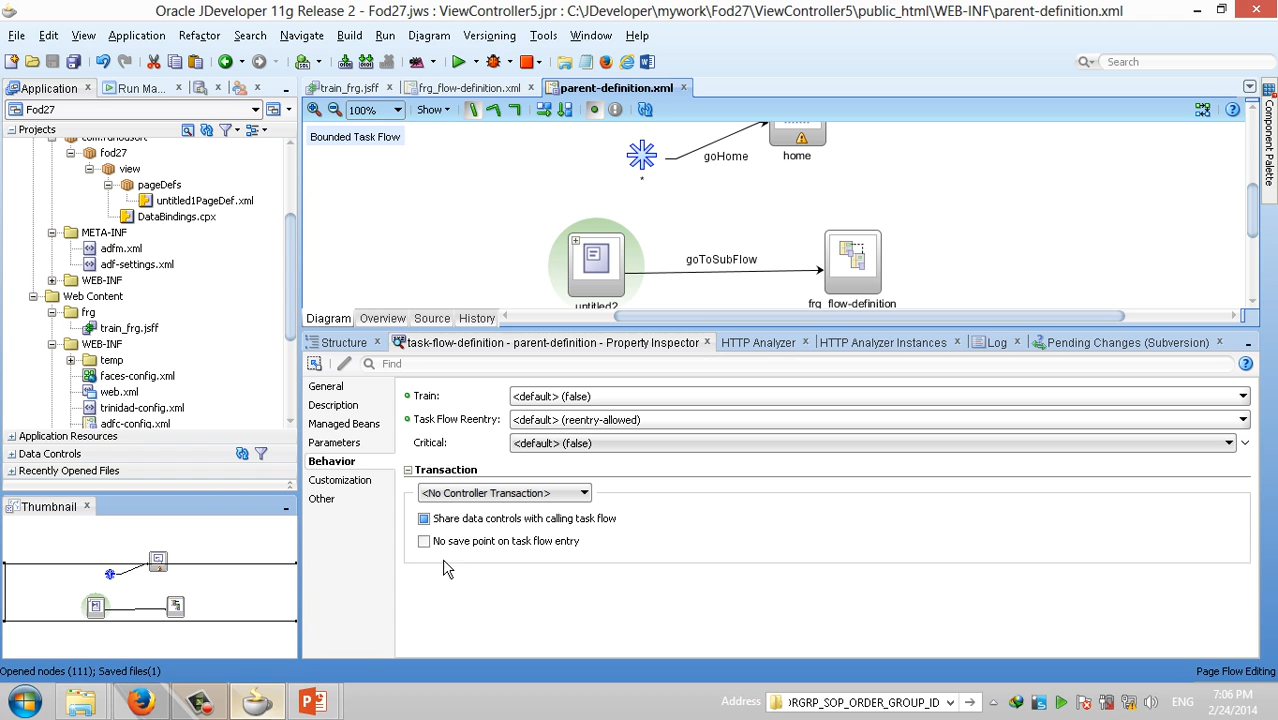 Oracle JDeveloper 11g Release 2 - Fod27.jws : ViewController5.jpr : C:\JDeveloper\mywork\Fod27\ViewController5\public_html\WEB-INF\parent-definition.xml
File Edit View Application Refactor Search Navigate Build Run Diagram Versioning Tools Window Help
Search
Application Run Ma...
train_frg.jsff frg_flow-definition.xml parent-definition.xml
Fod27
100% Show
Projects
Bounded Task Flow
fod27
view
pageDefs
untitled1PageDef.xml
DataBindings.cpx
META-INF
adfm.xml
adf-settings.xml
WEB-INF
Web Content
frg
train_frg.jsff
WEB-INF
temp
faces-config.xml
web.xml
trinidad-config.xml
adfc-config.xml
Application Resources
Data Controls
Recently Opened Files
goHome
home
*
goToSubFlow
untitled2
frg_flow-definition
Component Palette
Diagram Overview Source History
Structure task-flow-definition - parent-definition - Property Inspector HTTP Analyzer HTTP Analyzer Instances Log Pending Changes (Subversion)
Find
General
Description
Managed Beans
Parameters
Behavior
Customization
Other
Train: <default> (false)
Task Flow Reentry: <default> (reentry-allowed)
Critical: <default> (false)
Transaction
<No Controller Transaction>
Share data controls with calling task flow
No save point on task flow entry
Thumbnail
Opened nodes (111); Saved files(1)
Page Flow Editing
Address ORGRP_SOP_ORDER_GROUP_ID
ENG
7:06 PM
2/24/2014